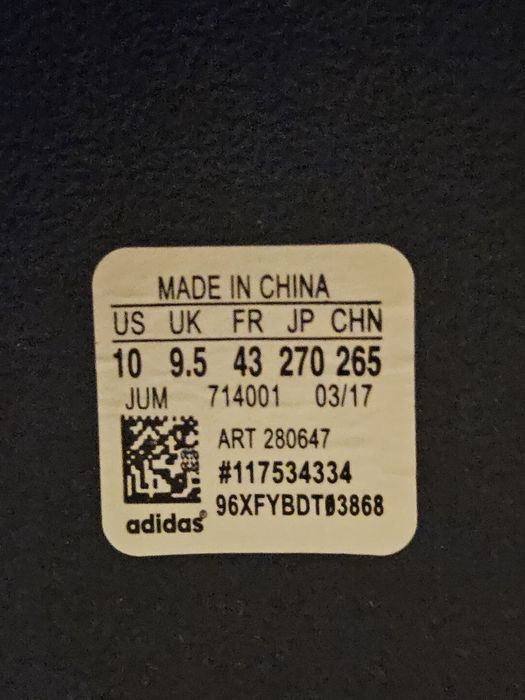 MADE IN CHINA
US UK FR JP CHN
10 9.5 43 270 265
JUM 714001 03/17
ART 280647
#117534334
96XFYBDT03868
adidas®